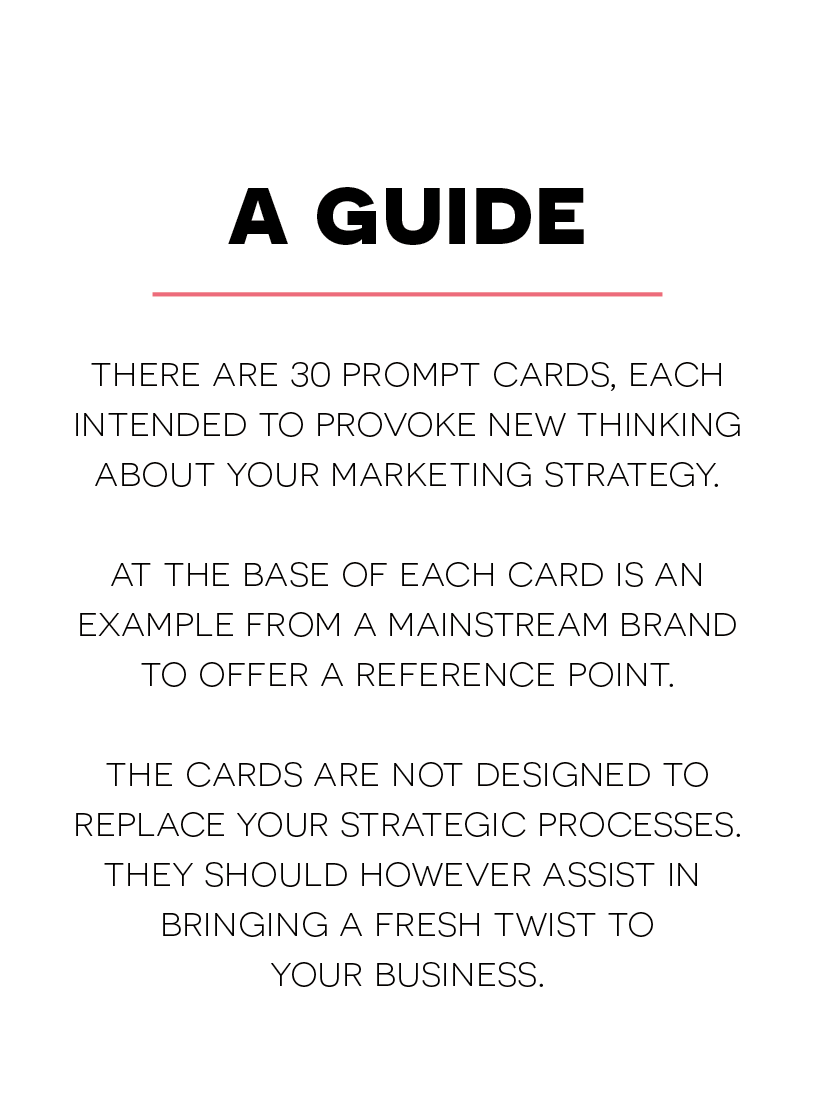 A GUIDE
THERE ARE 30 PROMPT CARDS, EACH
INTENDED TO PROVOKE NEW THINKING
ABOUT YOUR MARKETING STRATEGY.
AT THE BASE OF EACH CARD IS AN
EXAMPLE FROM A MAINSTREAM BRAND
TO OFFER A REFERENCE POINT.
THE CARDS ARE NOT DESIGNED TO
REPLACE YOUR STRATEGIC PROCESSES.
THEY SHOULD HOWEVER ASSIST IN
BRINGING A FRESH TWIST TO
YOUR BUSINESS.